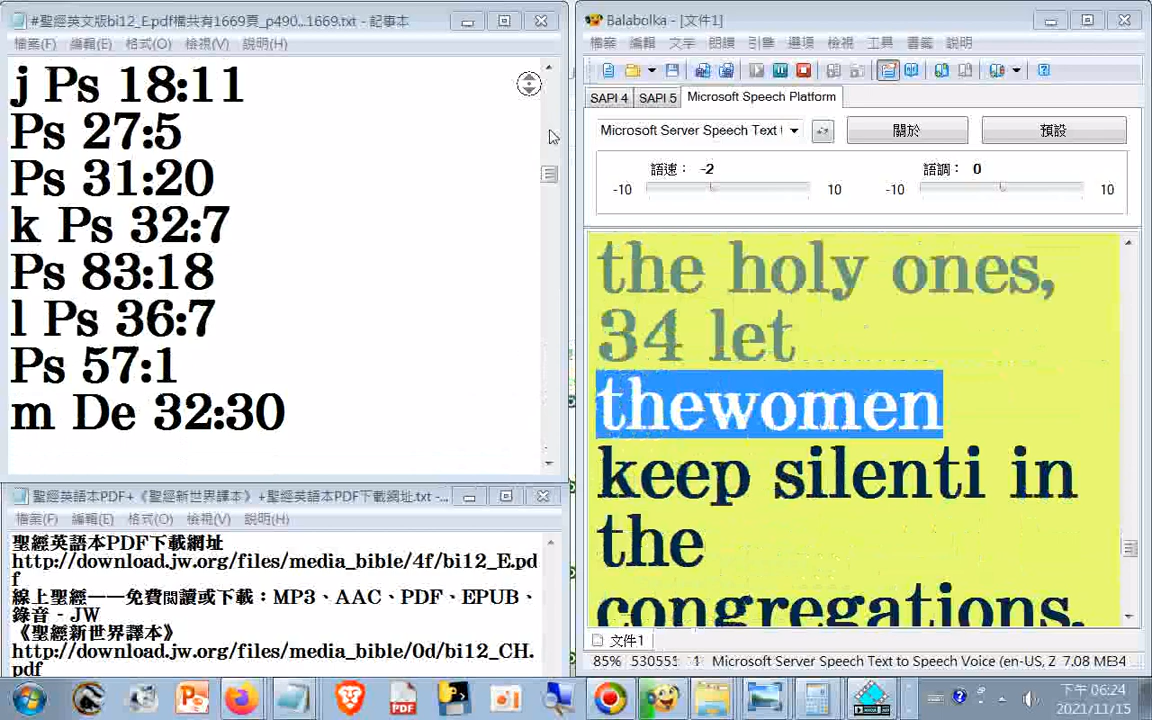 #聖經英文版bi12_E.pdf檔共有1669頁_p490...1669.txt - 記事本
檔案(F) 編輯(E) 格式(O) 檢視(V) 說明(H)
j Ps 18:11
Ps 27:5
Ps 31:20
k Ps 32:7
Ps 83:18
l Ps 36:7
Ps 57:1
m De 32:30
聖經英語本PDF+《聖經新世界譯本》+聖經英語本PDF下載網址.txt - ...
檔案(F) 編輯(E) 格式(O) 檢視(V) 說明(H)
聖經英語本PDF下載網址
http://download.jw.org/files/media_bible/4f/bi12_E.pd
f
線上聖經——免費閱讀或下載：MP3、AAC、PDF、EPUB、
錄音 - JW
《聖經新世界譯本》
http://download.jw.org/files/media_bible/0d/bi12_CH.
pdf
Balabolka - [文件1]
檔案 編輯 文字 朗讀 引擎 選項 檢視 工具 書籤 說明
SAPI 4 SAPI 5 Microsoft Speech Platform
Microsoft Server Speech Text 關於 預設
語速： -2 語調： 0
-10 10 -10 10
the holy ones,
34 let
thewomen
keep silenti in
the
congregations,
文件1
85% 530551 1 Microsoft Server Speech Text to Speech Voice (en-US, Z 7.08 MB34
下午 06:24
2021/11/15